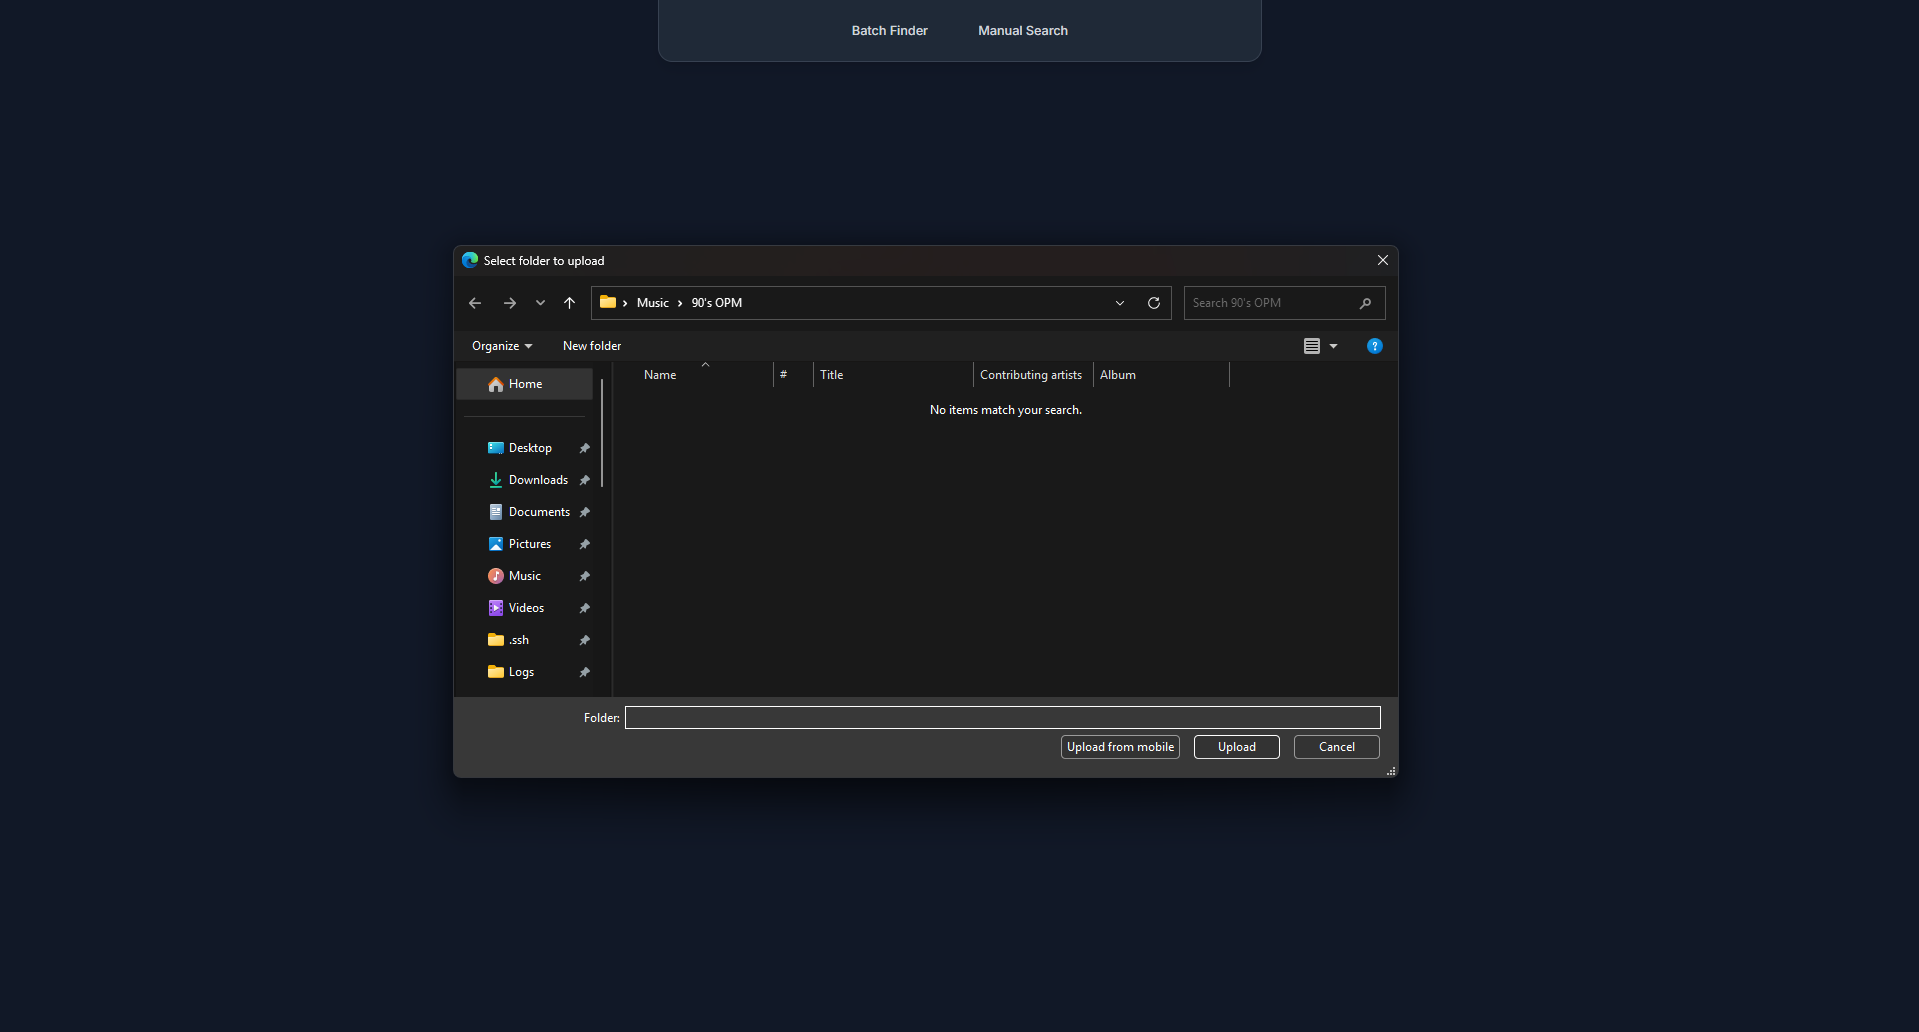 Batch Finder Manual Search
Select folder to upload
Music 90's OPM
Search 90's OPM
Organize New folder
Name # Title Contributing artists Album
No items match your search.
Home
Desktop
Downloads
Documents
Pictures
Music
Videos
.ssh
Logs
Folder:
Upload from mobile Upload Cancel